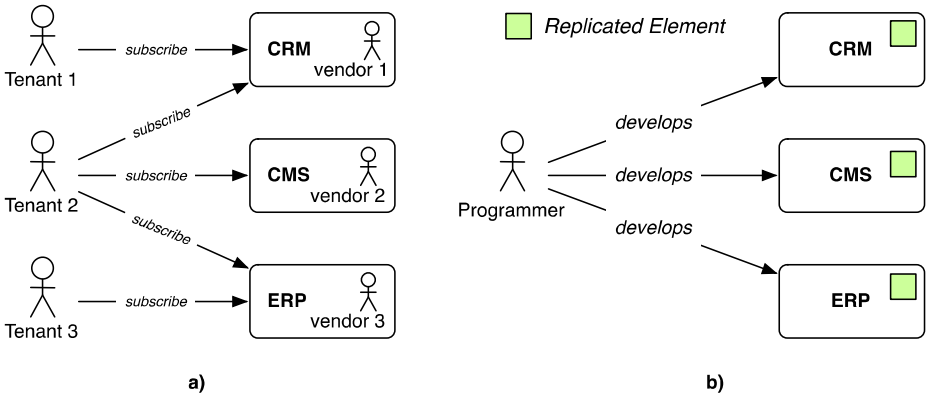 Tenant 1
subscribe
CRM
vendor 1
subscribe
Tenant 2
subscribe
CMS
vendor 2
subscribe
Tenant 3
subscribe
ERP
vendor 3
a)
Replicated Element
CRM
develops
Programmer
develops
CMS
develops
ERP
b)